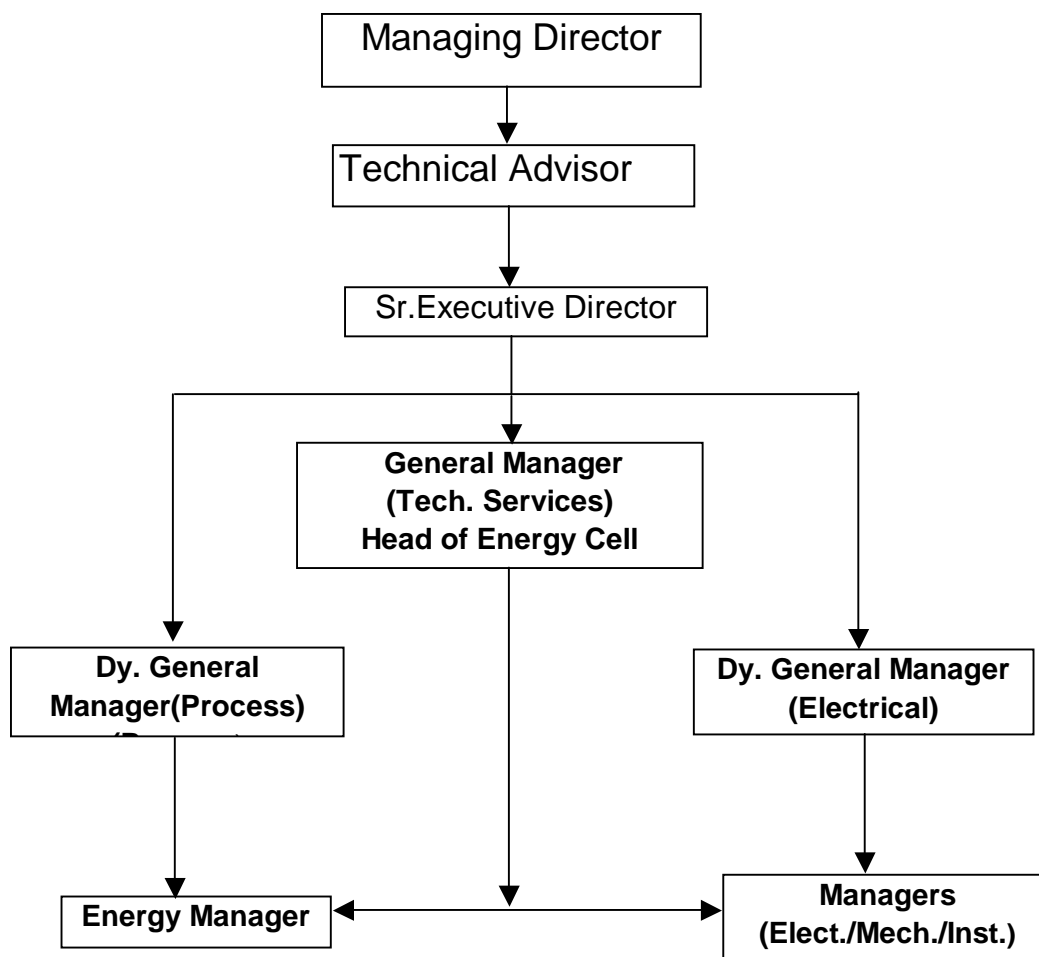 Managing Director
Technical Advisor
Sr.Executive Director
General Manager
(Tech. Services)
Head of Energy Cell
Dy. General
Manager(Process)
Dy. General Manager
(Electrical)
Energy Manager
Managers
(Elect./Mech./Inst.)